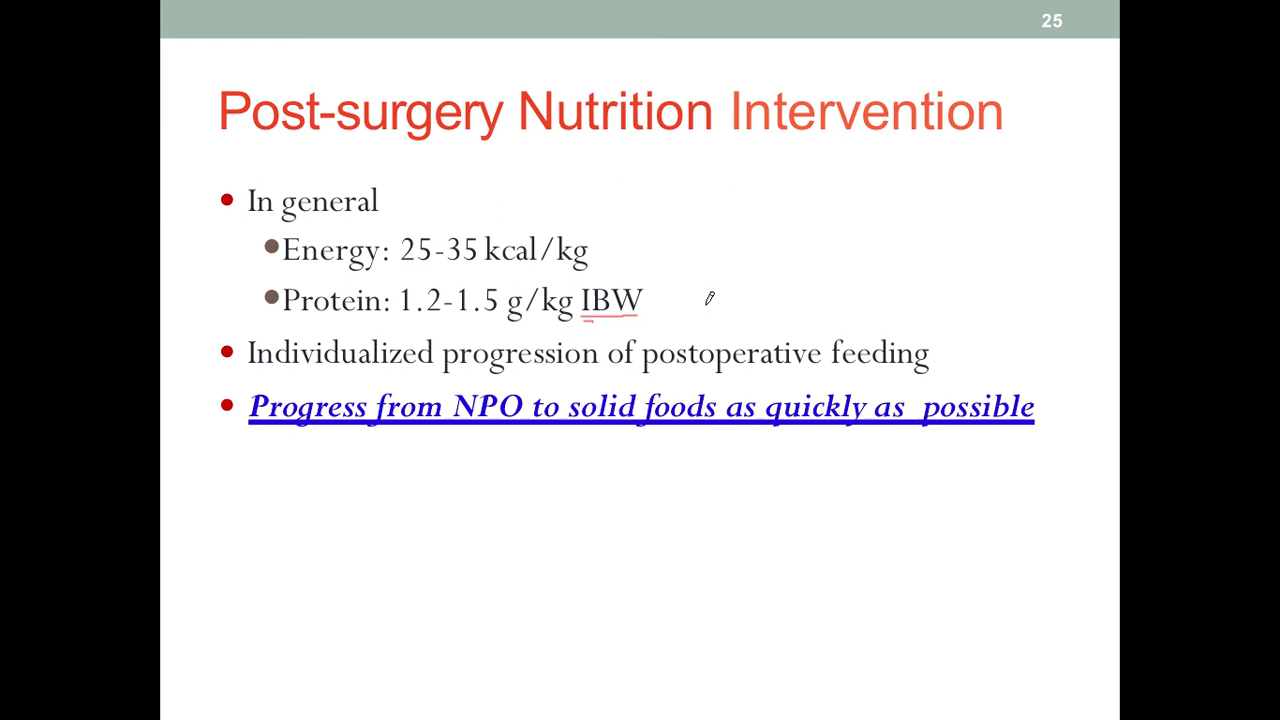 25
Post-surgery Nutrition Intervention
• In general
•Energy: 25-35 kcal/kg
•Protein: 1.2-1.5 g/kg IBW
• Individualized progression of postoperative feeding
• Progress from NPO to solid foods as quickly as possible